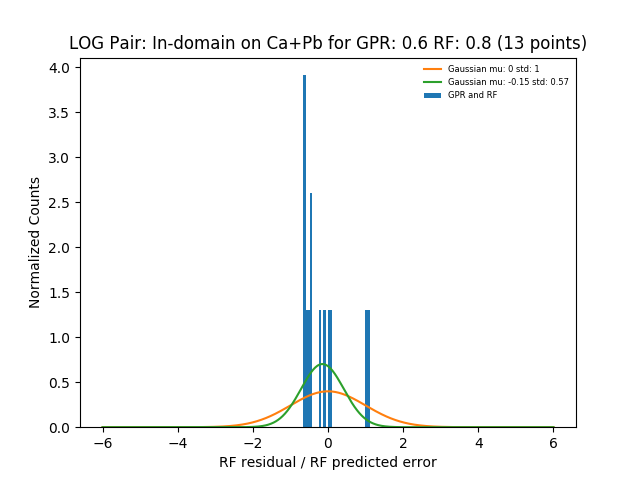 LOG Pair: In-domain on Ca+Pb for GPR: 0.6 RF: 0.8 (13 points)
Gaussian mu: 0 std: 1
Gaussian mu: -0.15 std: 0.57
GPR and RF
Normalized Counts
4.0
3.5
3.0
2.5
2.0
1.5
1.0
0.5
0.0
−6 −4 −2 0 2 4 6
RF residual / RF predicted error